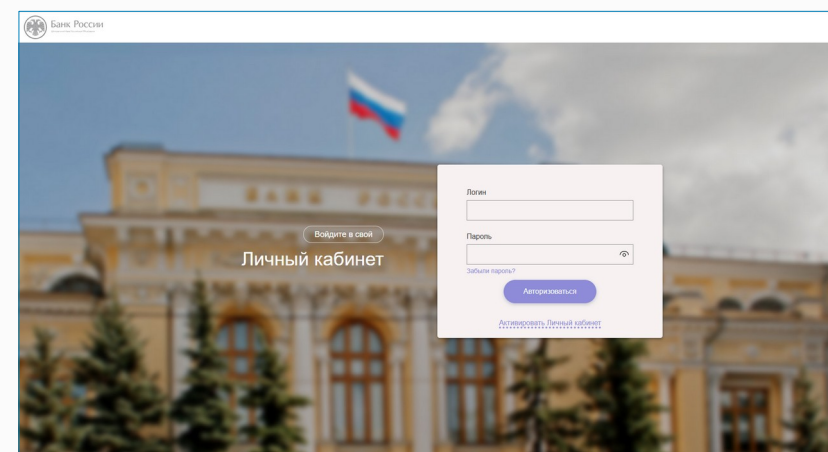 Банк России
Войдите в свой
Личный кабинет
Логин
Пароль
Забыли пароль?
Авторизоваться
Активировать Личный кабинет